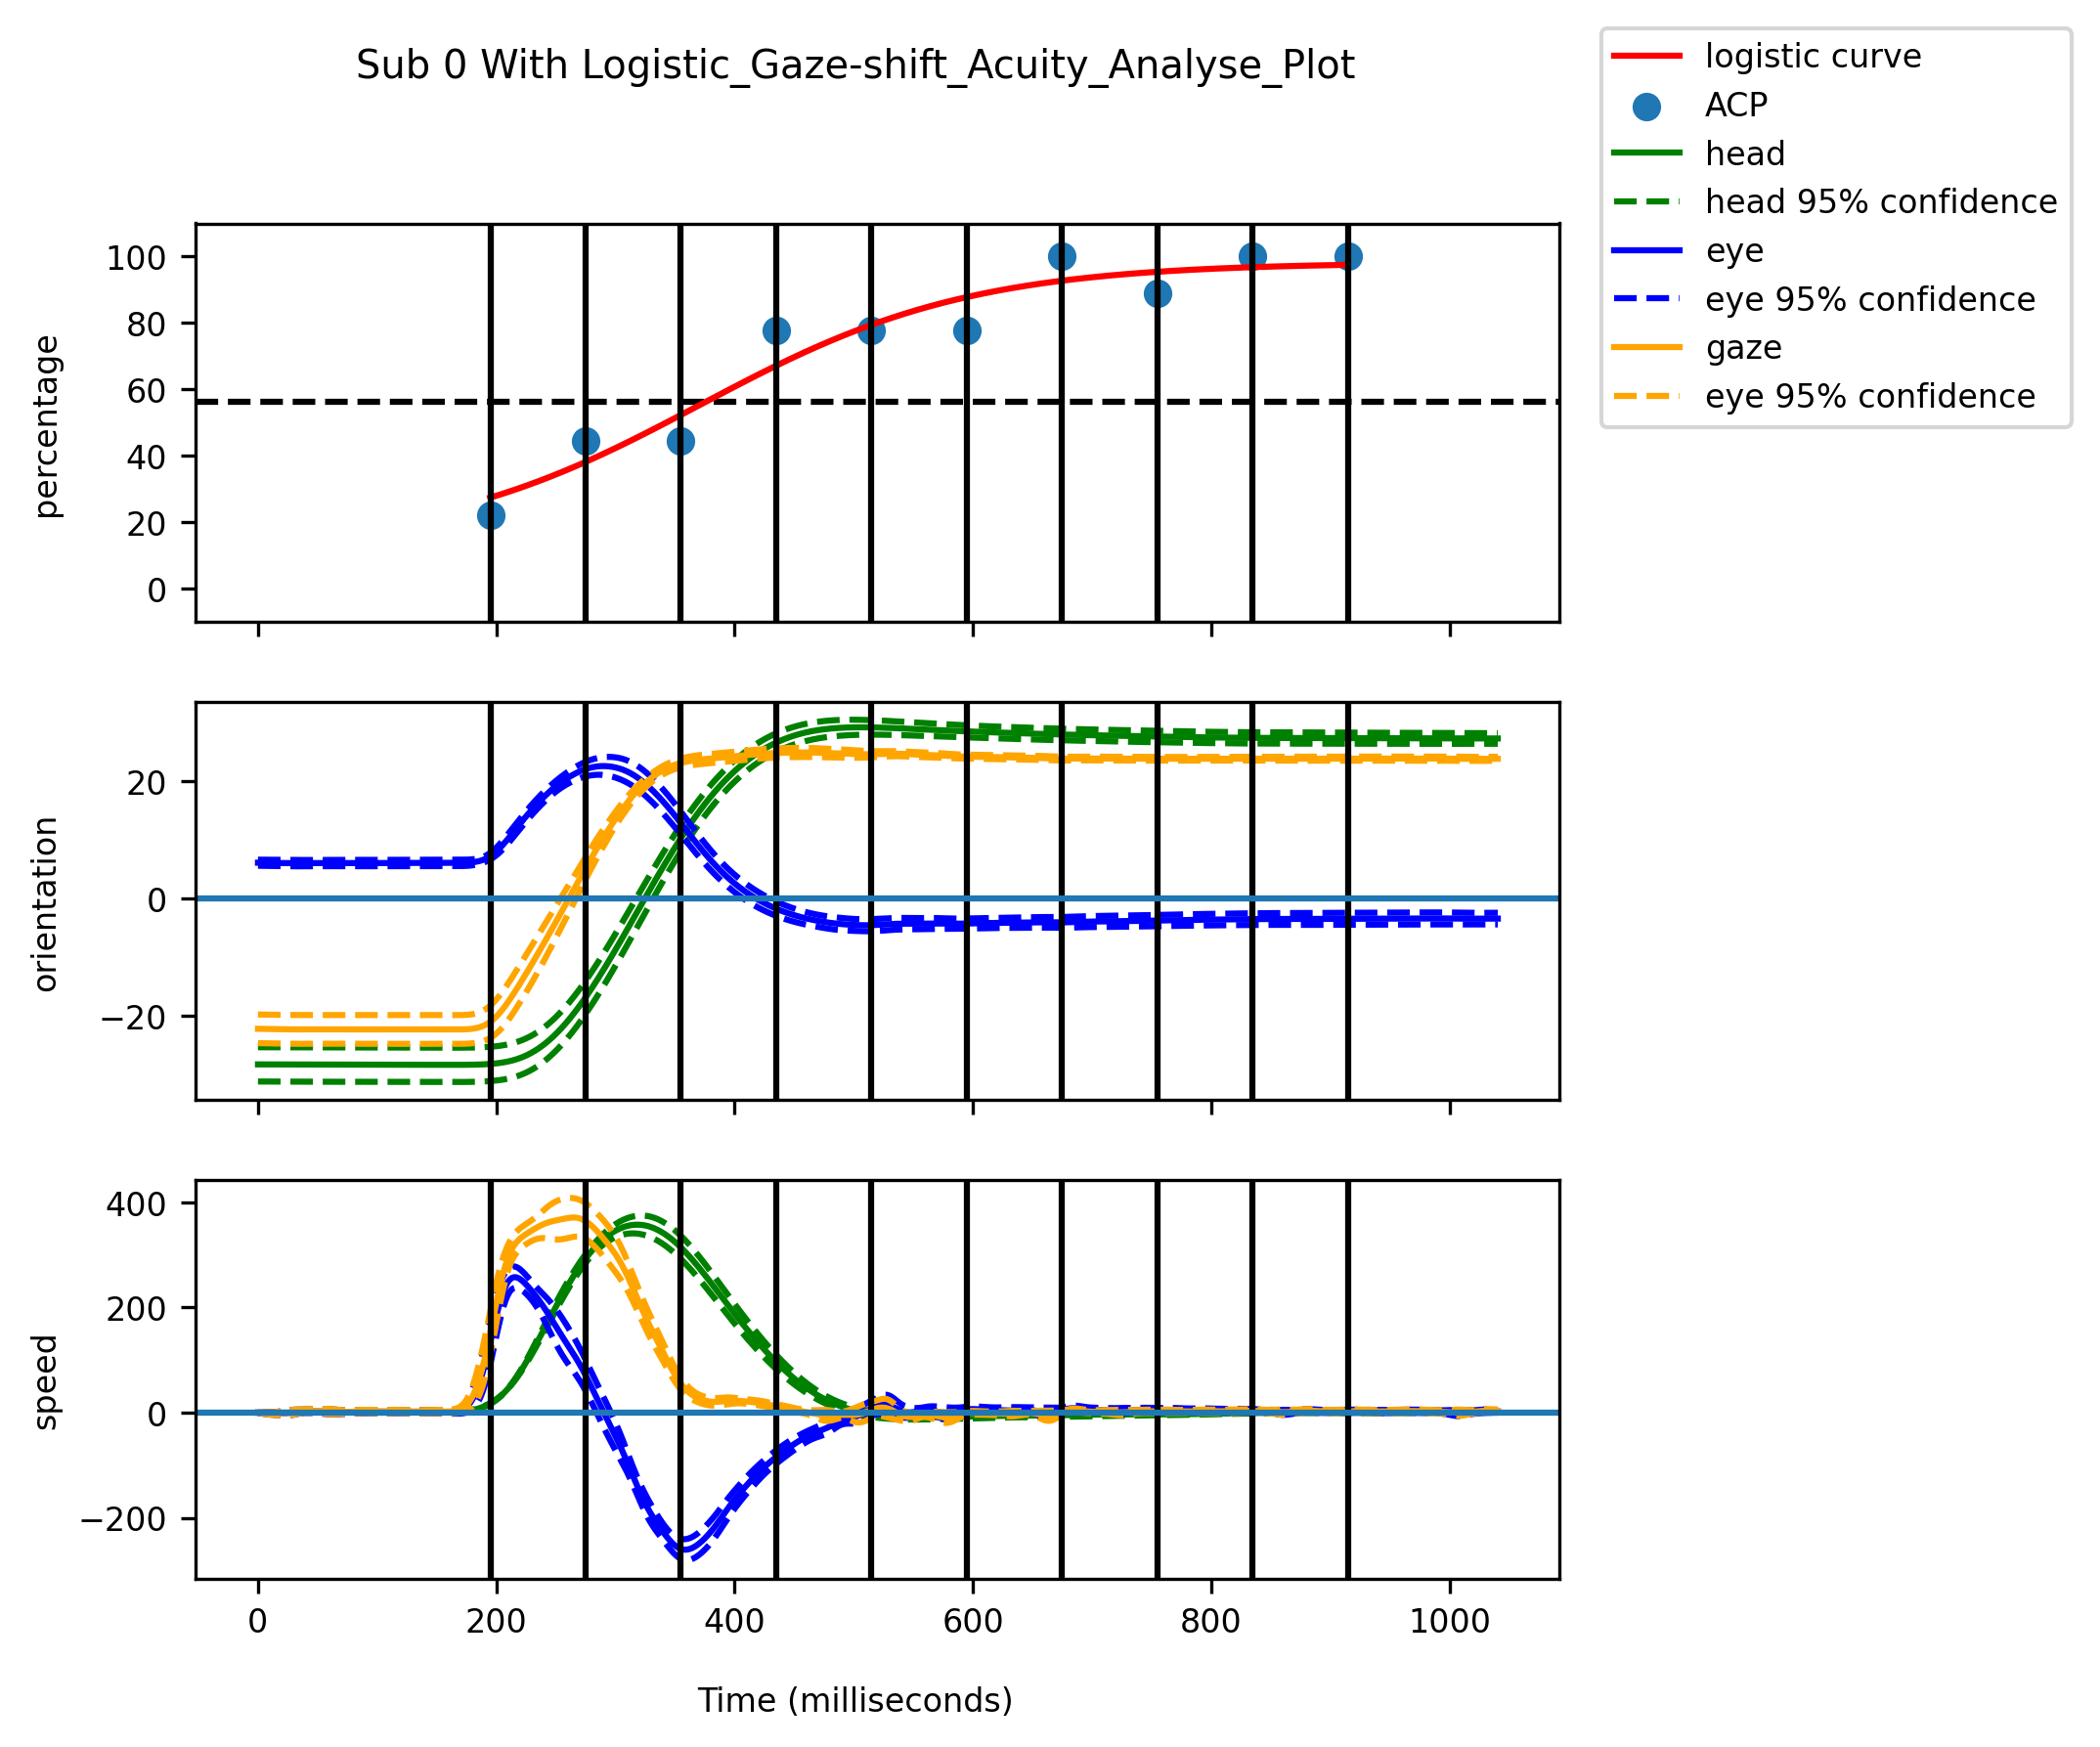 Sub 0 With Logistic_Gaze-shift_Acuity_Analyse_Plot
logistic curve
ACP
head
head 95% confidence
eye
eye 95% confidence
gaze
eye 95% confidence
percentage
100
80
60
40
20
0
orientation
20
0
−20
speed
400
200
0
−200
0 200 400 600 800 1000
Time (milliseconds)